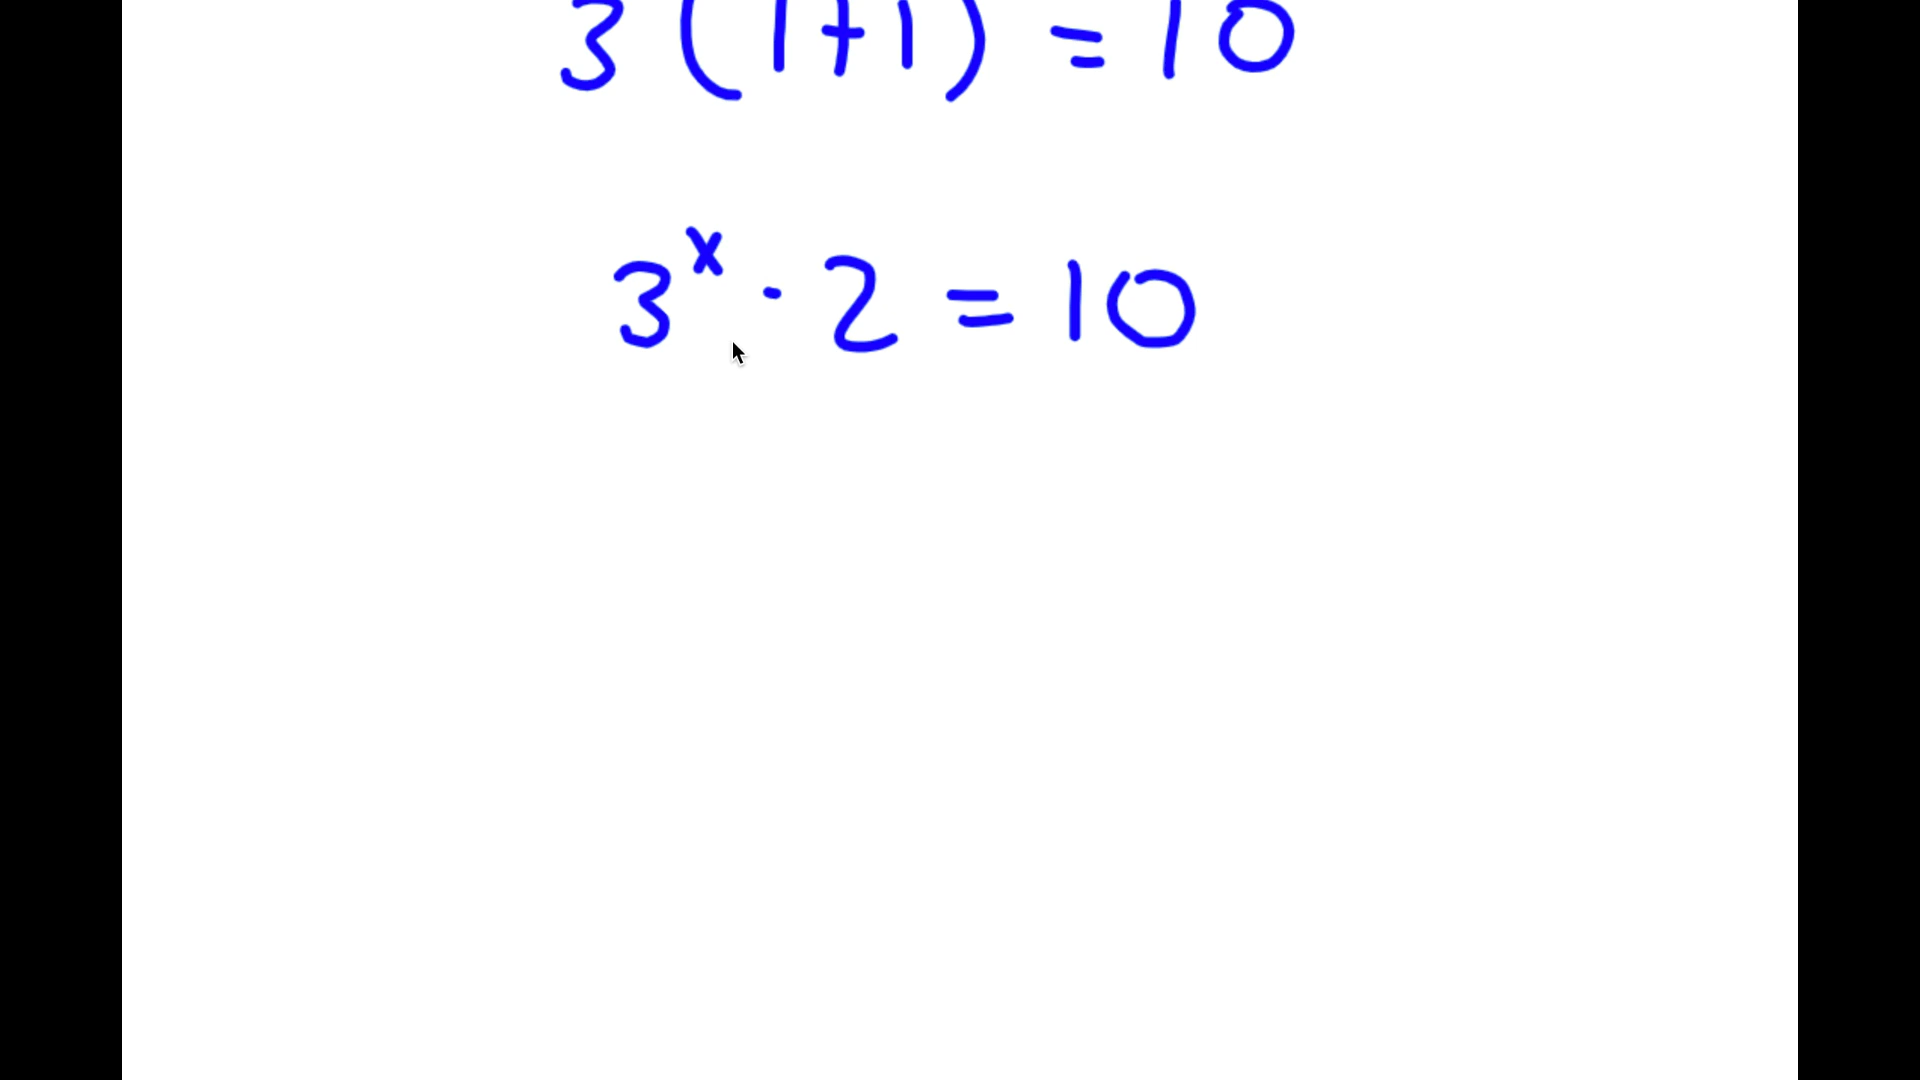 3 (1+1) = 10
3^x · 2 = 10